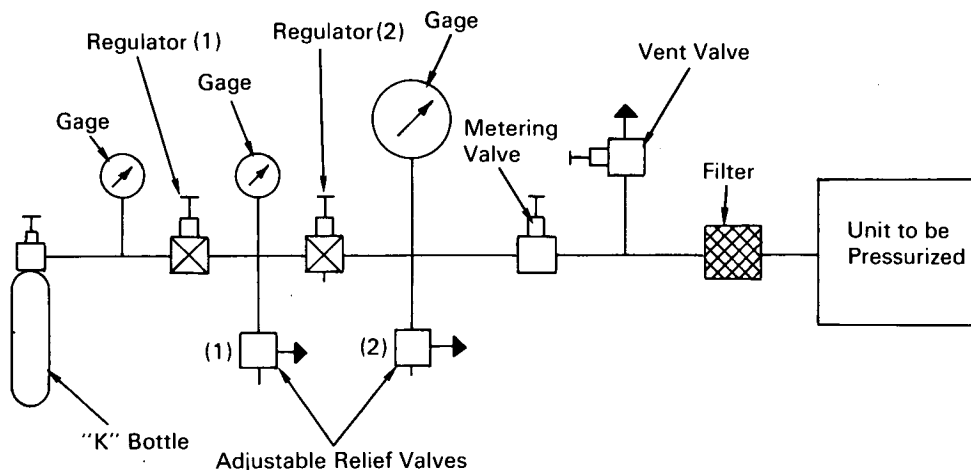 Regulator (1)
Regulator (2)
Gage
Gage
Gage
Vent Valve
Metering
Valve
Filter
Unit to be
Pressurized
(1)
(2)
"K" Bottle
Adjustable Relief Valves